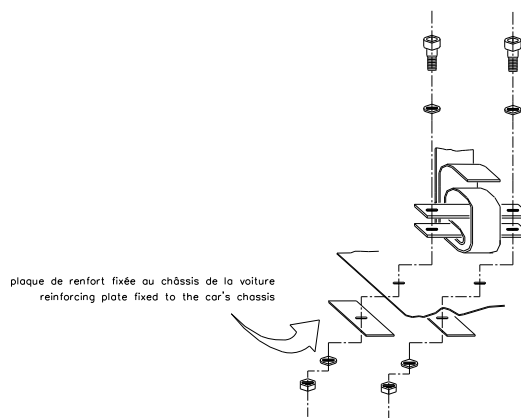 plaque de renfort fixée au châssis de la voiture
reinforcing plate fixed to the car's chassis